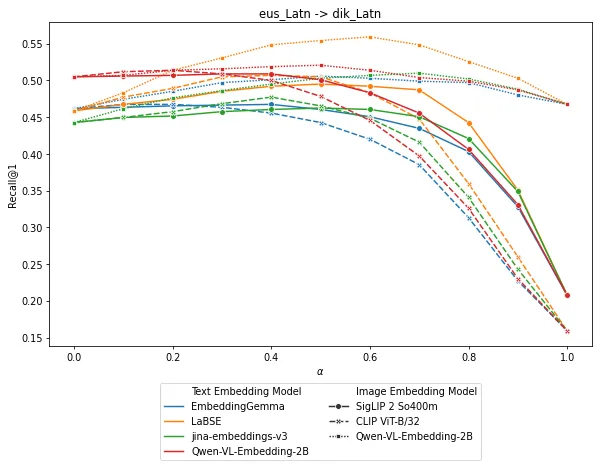 eus_Latn -> dik_Latn
Recall@1
0.55
0.50
0.45
0.40
0.35
0.30
0.25
0.20
0.15
0.0 0.2 0.4 0.6 0.8 1.0
α
Text Embedding Model Image Embedding Model
EmbeddingGemma SigLIP 2 So400m
LaBSE CLIP ViT-B/32
jina-embeddings-v3 Qwen-VL-Embedding-2B
Qwen-VL-Embedding-2B